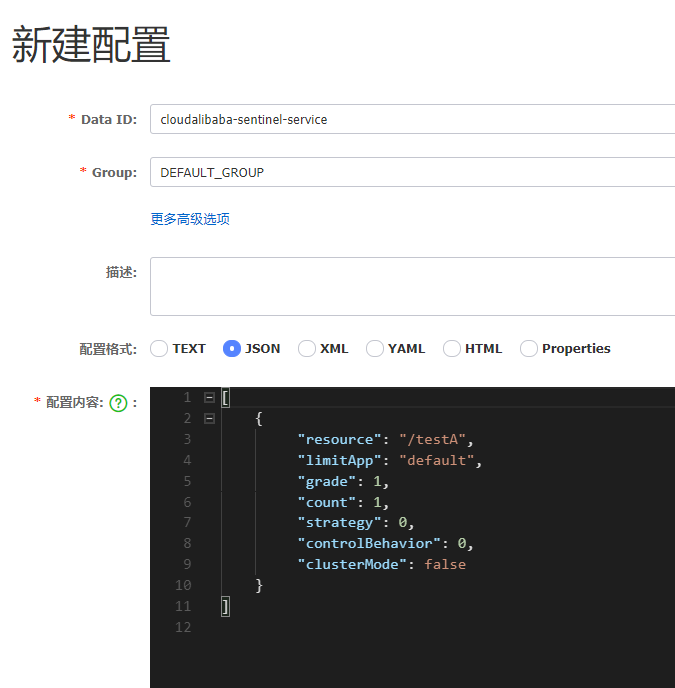 新建配置
* Data ID: cloudalibaba-sentinel-service
* Group: DEFAULT_GROUP
更多高级选项
描述:
配置格式: TEXT JSON XML YAML HTML Properties
* 配置内容: ? :
1 [
2 {
3 "resource": "/testA",
4 "limitApp": "default",
5 "grade": 1,
6 "count": 1,
7 "strategy": 0,
8 "controlBehavior": 0,
9 "clusterMode": false
10 }
11 ]
12